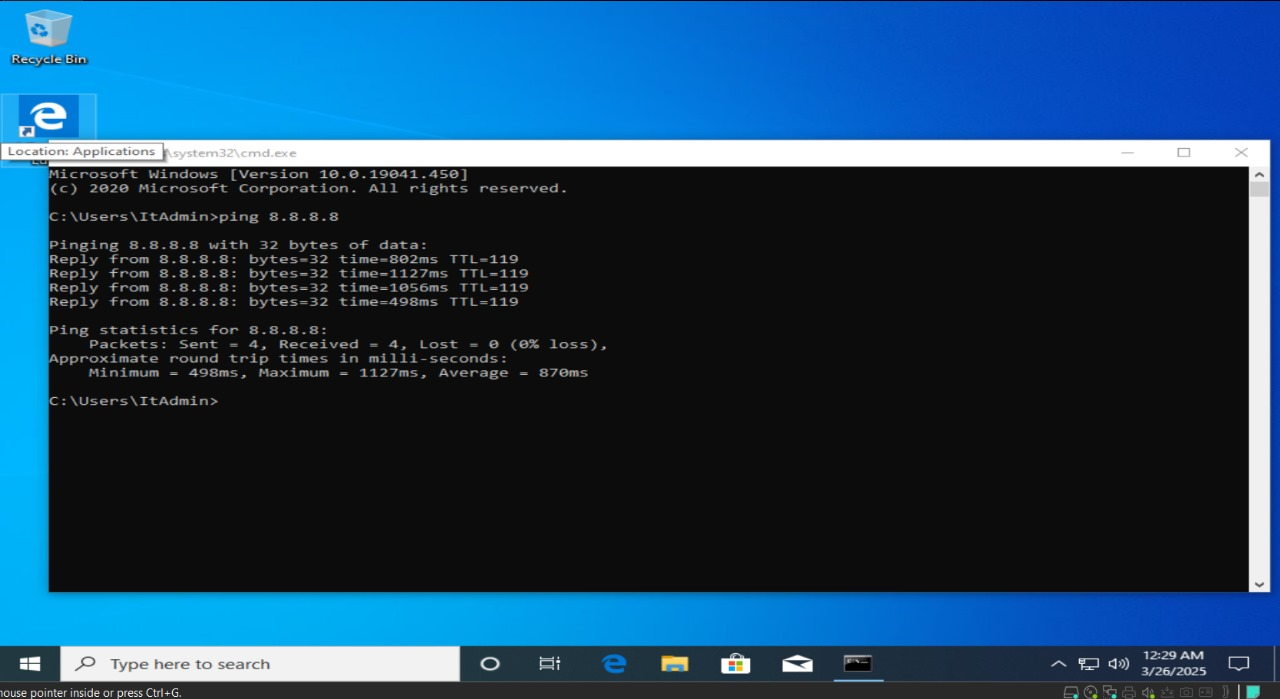 Recycle Bin
Location: Applications
\system32\cmd.exe
Microsoft Windows [Version 10.0.19041.450]
(c) 2020 Microsoft Corporation. All rights reserved.
C:\Users\ItAdmin>ping 8.8.8.8
Pinging 8.8.8.8 with 32 bytes of data:
Reply from 8.8.8.8: bytes=32 time=802ms TTL=119
Reply from 8.8.8.8: bytes=32 time=1127ms TTL=119
Reply from 8.8.8.8: bytes=32 time=1056ms TTL=119
Reply from 8.8.8.8: bytes=32 time=498ms TTL=119
Ping statistics for 8.8.8.8:
Packets: Sent = 4, Received = 4, Lost = 0 (0% loss),
Approximate round trip times in milli-seconds:
Minimum = 498ms, Maximum = 1127ms, Average = 870ms
C:\Users\ItAdmin>
Type here to search
12:29 AM
3/26/2025
ouse pointer inside or press Ctrl+G.